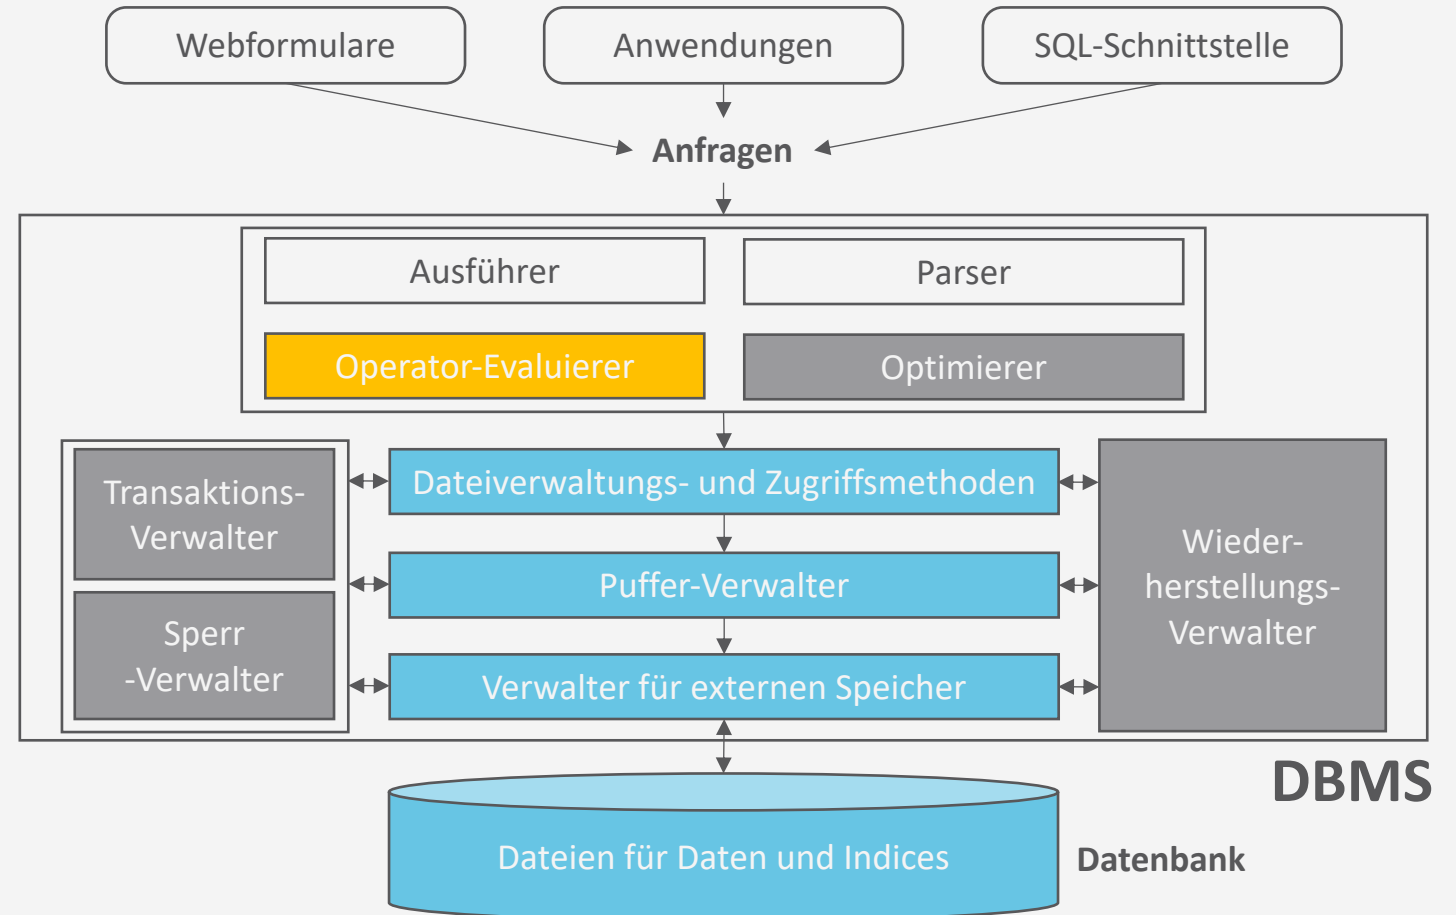 Webformulare
Anwendungen
SQL-Schnittstelle
Anfragen
Ausführer
Parser
Operator-Evaluierer
Optimierer
Transaktions-
Verwalter
Sperr
-Verwalter
Dateiverwaltungs- und Zugriffsmethoden
Puffer-Verwalter
Verwalter für externen Speicher
Wieder-
herstellungs-
Verwalter
DBMS
Dateien für Daten und Indices
Datenbank